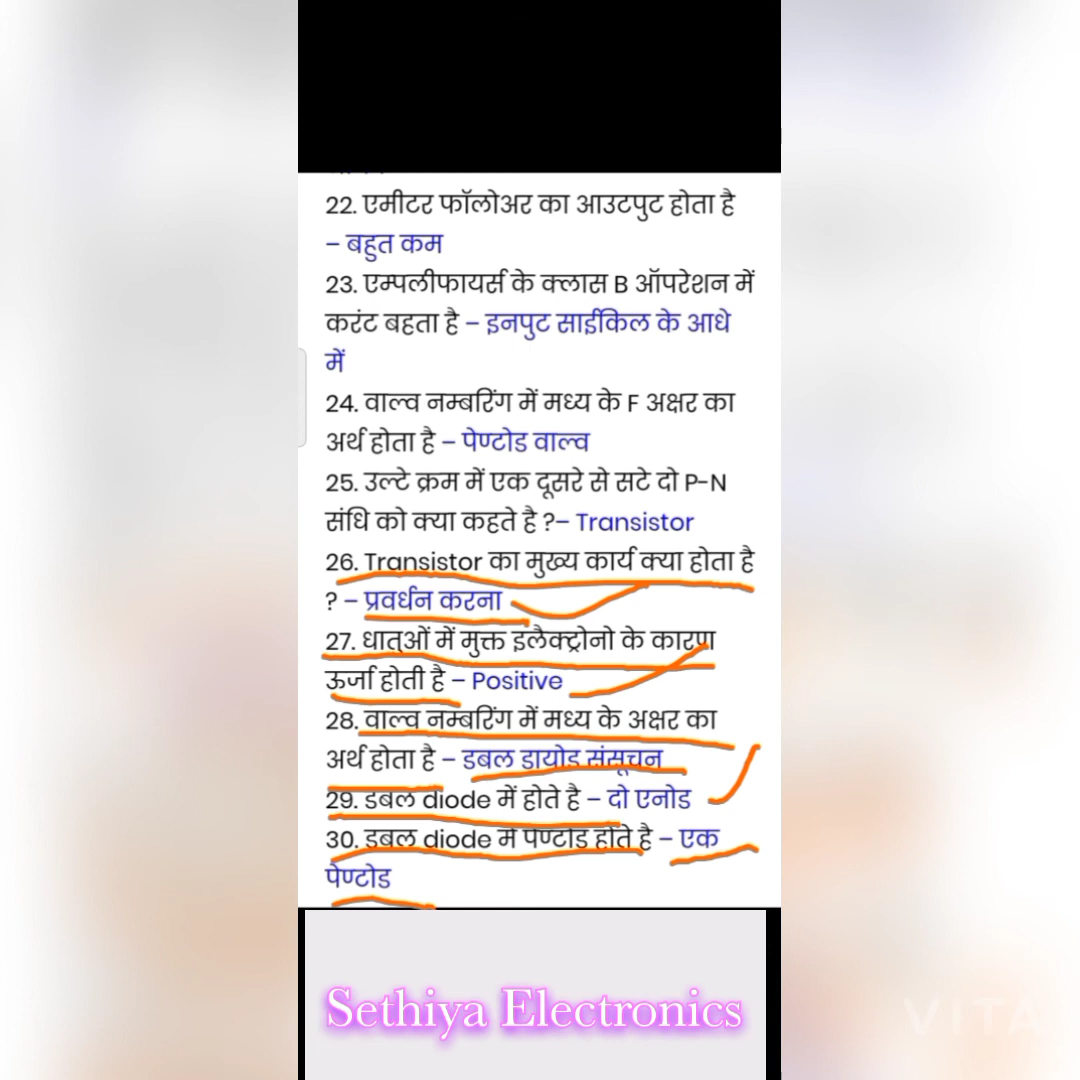 22. एमीटर फॉलोअर का आउटपुट होता है
– बहुत कम
23. एम्पलीफायर्स के क्लास B ऑपरेशन में
करंट बहता है – इनपुट साईकिल के आधे
में
24. वाल्व नम्बरिंग में मध्य के F अक्षर का
अर्थ होता है – पेण्टोड वाल्व
25. उल्टे क्रम में एक दूसरे से सटे दो P-N
संधि को क्या कहते है ?– Transistor
26. Transistor का मुख्य कार्य क्या होता है
? – प्रवर्धन करना
27. धातुओं में मुक्त इलैक्ट्रोनो के कारण
ऊर्जा होती है – Positive
28. वाल्व नम्बरिंग में मध्य के अक्षर का
अर्थ होता है – डबल डायोड संसूचन
29. डबल diode में होते है – दो एनोड
30. डबल diode में पेण्टोड होते है – एक
पेण्टोड
Sethiya Electronics
VITA